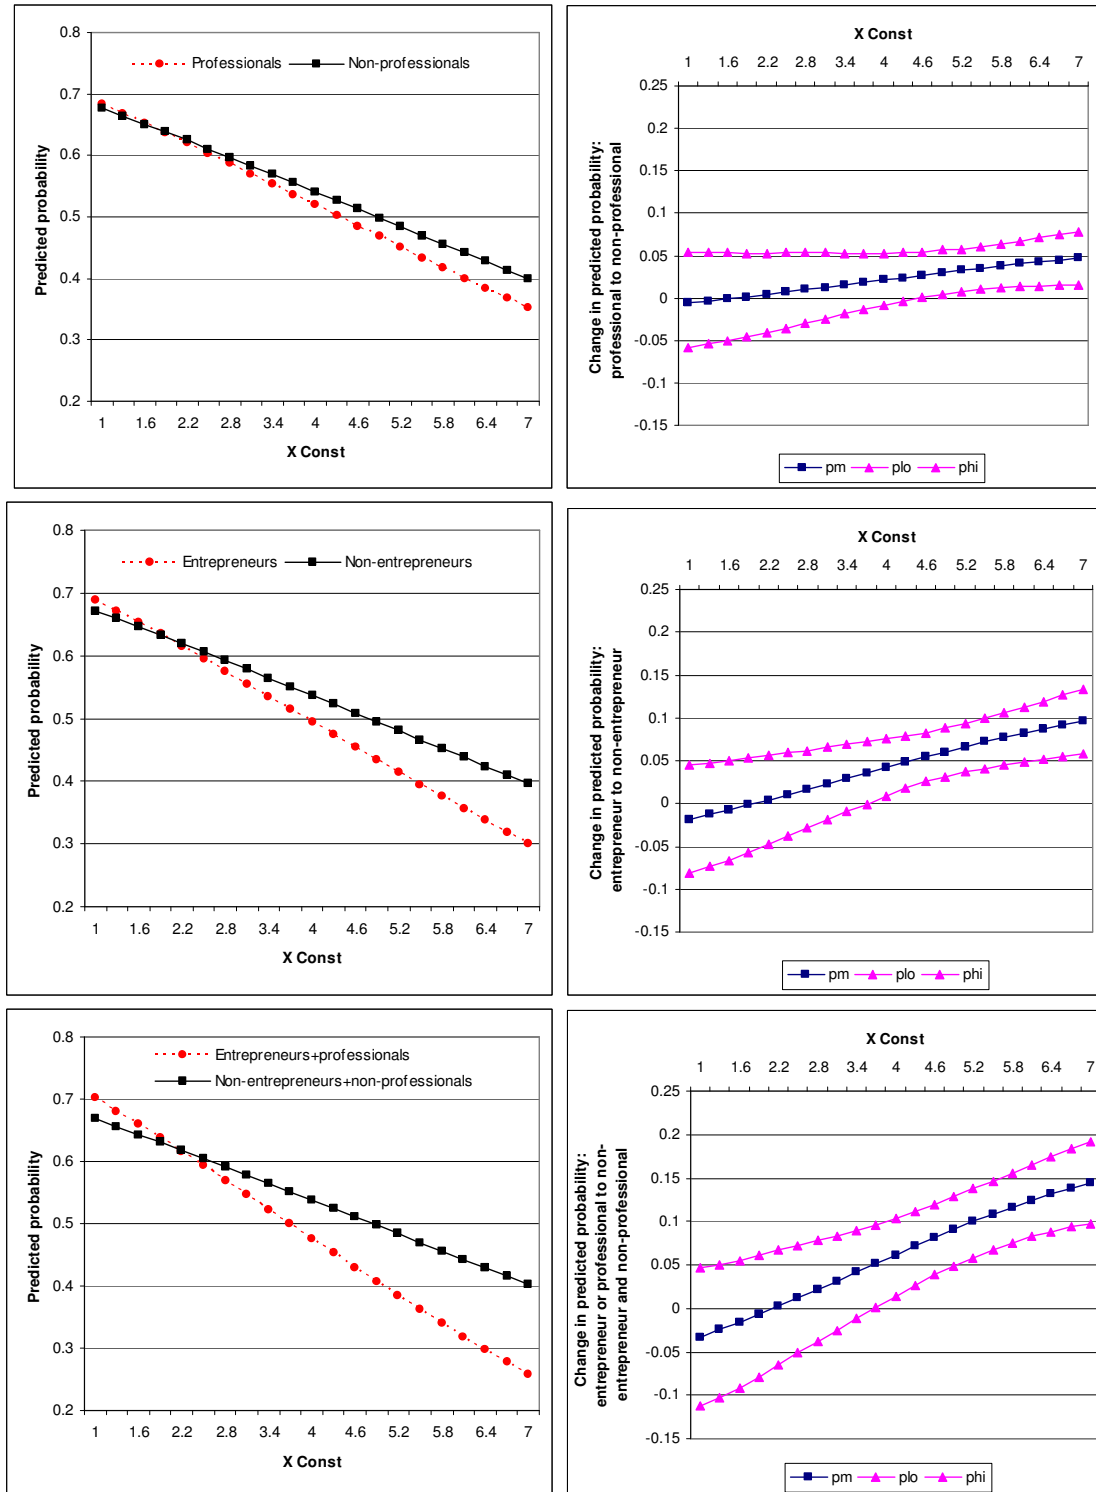 0.8
0.7
0.6
0.5
0.4
0.3
0.2
Predicted probability
Professionals Non-professionals
1 1.6 2.2 2.8 3.4 4 4.6 5.2 5.8 6.4 7
X Const
X Const
1 1.6 2.2 2.8 3.4 4 4.6 5.2 5.8 6.4 7
0.25
0.2
0.15
0.1
0.05
0
-0.05
-0.1
-0.15
Change in predicted probability:
professional to non-professional
pm plo phi
0.8
0.7
0.6
0.5
0.4
0.3
0.2
Predicted probability
Entrepreneurs Non-entrepreneurs
1 1.6 2.2 2.8 3.4 4 4.6 5.2 5.8 6.4 7
X Const
X Const
1 1.6 2.2 2.8 3.4 4 4.6 5.2 5.8 6.4 7
0.25
0.2
0.15
0.1
0.05
0
-0.05
-0.1
-0.15
Change in predicted probability:
entrepreneur to non-entrepreneur
pm plo phi
0.8
0.7
0.6
0.5
0.4
0.3
0.2
Predicted probability
Entrepreneurs+professionals
Non-entrepreneurs+non-professionals
1 1.6 2.2 2.8 3.4 4 4.6 5.2 5.8 6.4 7
X Const
X Const
1 1.6 2.2 2.8 3.4 4 4.6 5.2 5.8 6.4 7
0.25
0.2
0.15
0.1
0.05
0
-0.05
-0.1
-0.15
Change in predicted probability:
entrepreneur or professional to non-
entrepreneur and non-professional
pm plo phi